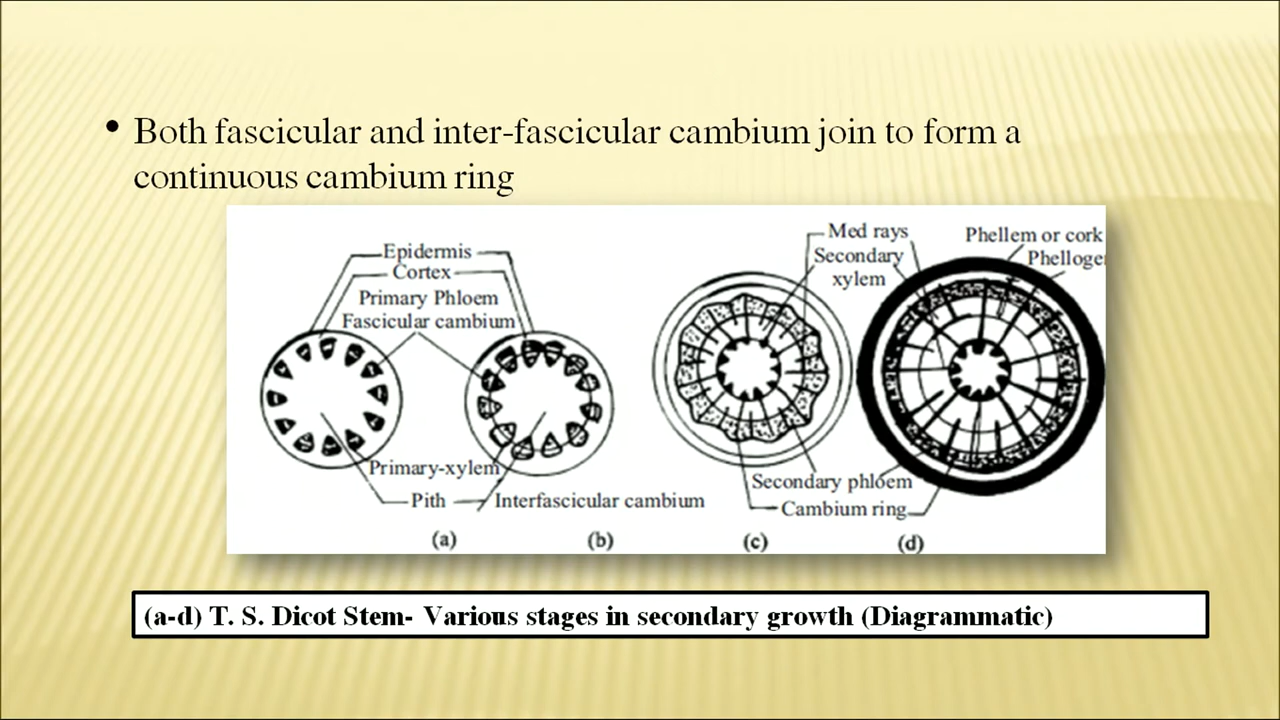 • Both fascicular and inter-fascicular cambium join to form a
continuous cambium ring
Epidermis
Cortex
Primary Phloem
Fascicular cambium
Primary-xylem
Pith
Interfascicular cambium
Med rays
Secondary
xylem
Phellem or cork
Phelloge
Secondary phloem
Cambium ring
(a)
(b)
(c)
(d)
(a-d) T. S. Dicot Stem- Various stages in secondary growth (Diagrammatic)